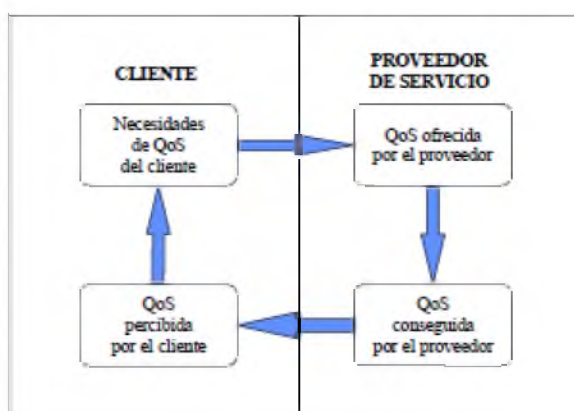 CLIENTE
PROVEEDOR
DE SERVICIO
Necesidades
de QoS
del cliente
QoS ofrecida
por el proveedor
QoS
percibida
por el cliente
QoS
conseguida
por el proveedor